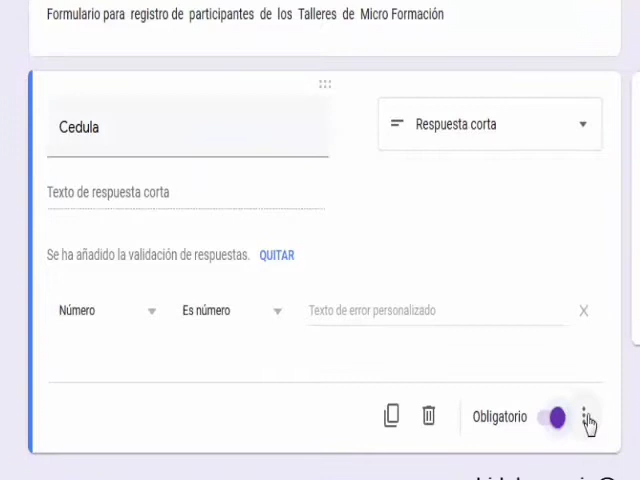 Formulario para registro de participantes de los Talleres de Micro Formación
Cedula
Respuesta corta
Texto de respuesta corta
Se ha añadido la validación de respuestas. QUITAR
Número Es número Texto de error personalizado X
Obligatorio